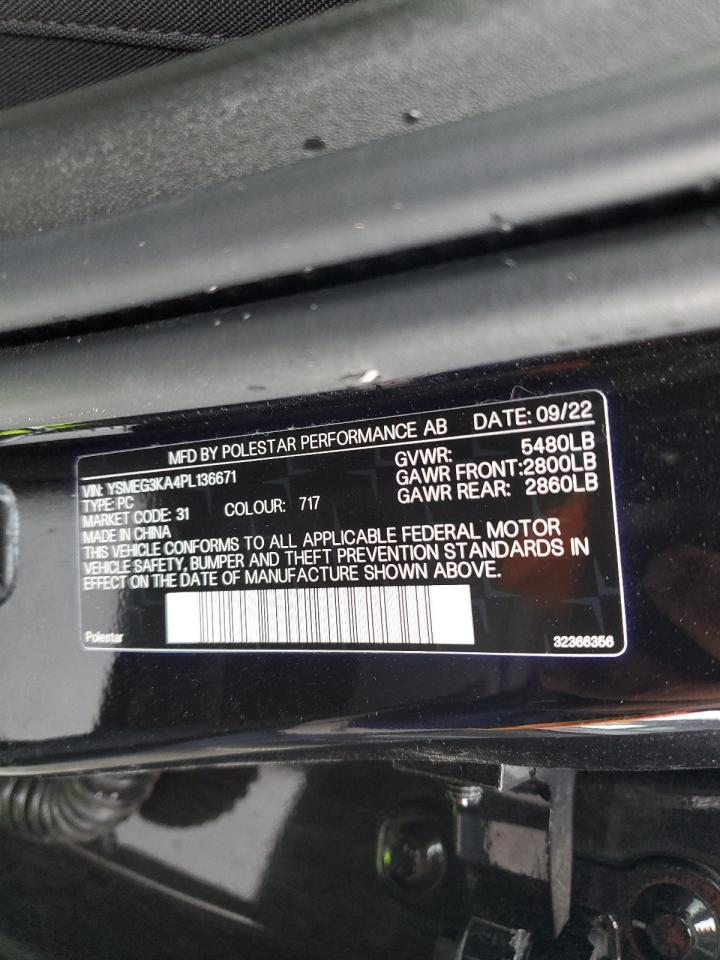 MFD BY POLESTAR PERFORMANCE AB DATE: 09/22
VIN: YSMEG3KA4PL136671 GVWR: 5480LB
TYPE: PC GAWR FRONT:2800LB
MARKET CODE: 31 COLOUR: 717 GAWR REAR: 2860LB
MADE IN CHINA
THIS VEHICLE CONFORMS TO ALL APPLICABLE FEDERAL MOTOR
VEHICLE SAFETY, BUMPER AND THEFT PREVENTION STANDARDS IN
EFFECT ON THE DATE OF MANUFACTURE SHOWN ABOVE.
Polestar 32366356